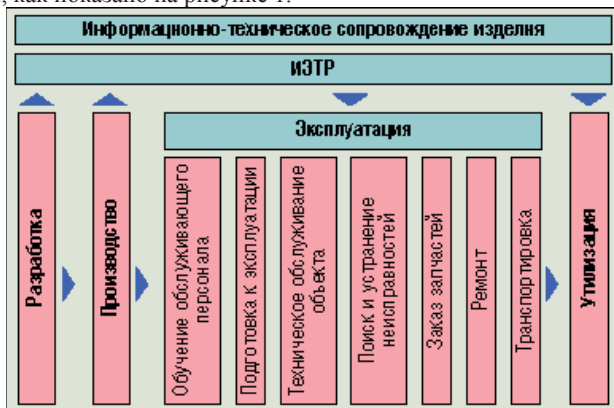 , как показано на рисунке 1.
Информационно-техническое сопровождение изделня
ИЭТР
Эксплуатация
Разработка
Производство
Обучение обслуживающего
персонала
Подготовка к эксплуатации
Техническое обслуживание
объекта
Поиск и устранение
неисправностей
Заказ запчастей
Ремонт
Транспортировка
Утилизация